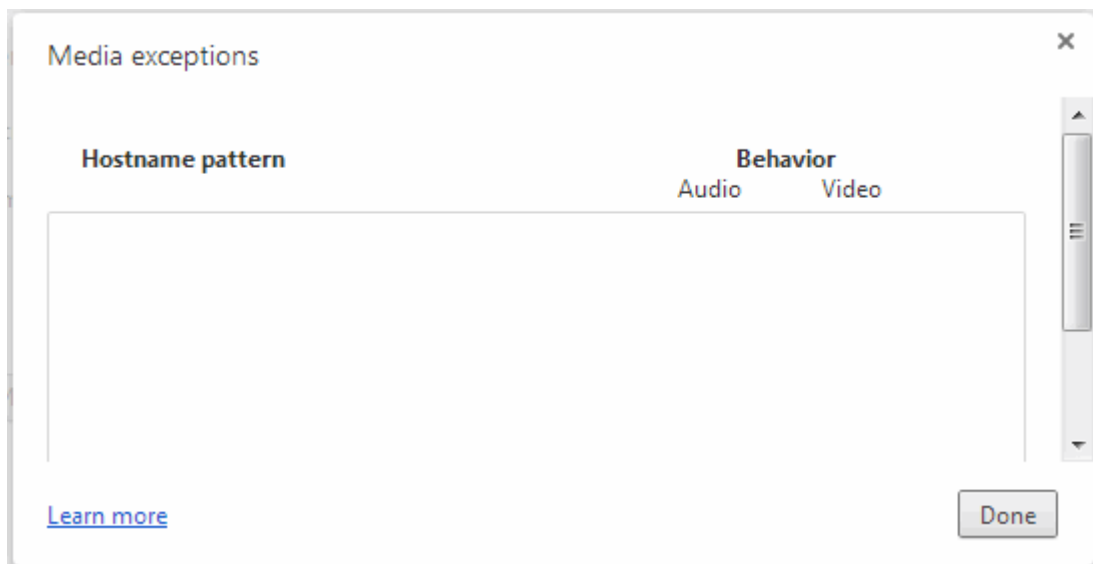 Media exceptions
Hostname pattern Behavior
Audio Video
Learn more Done